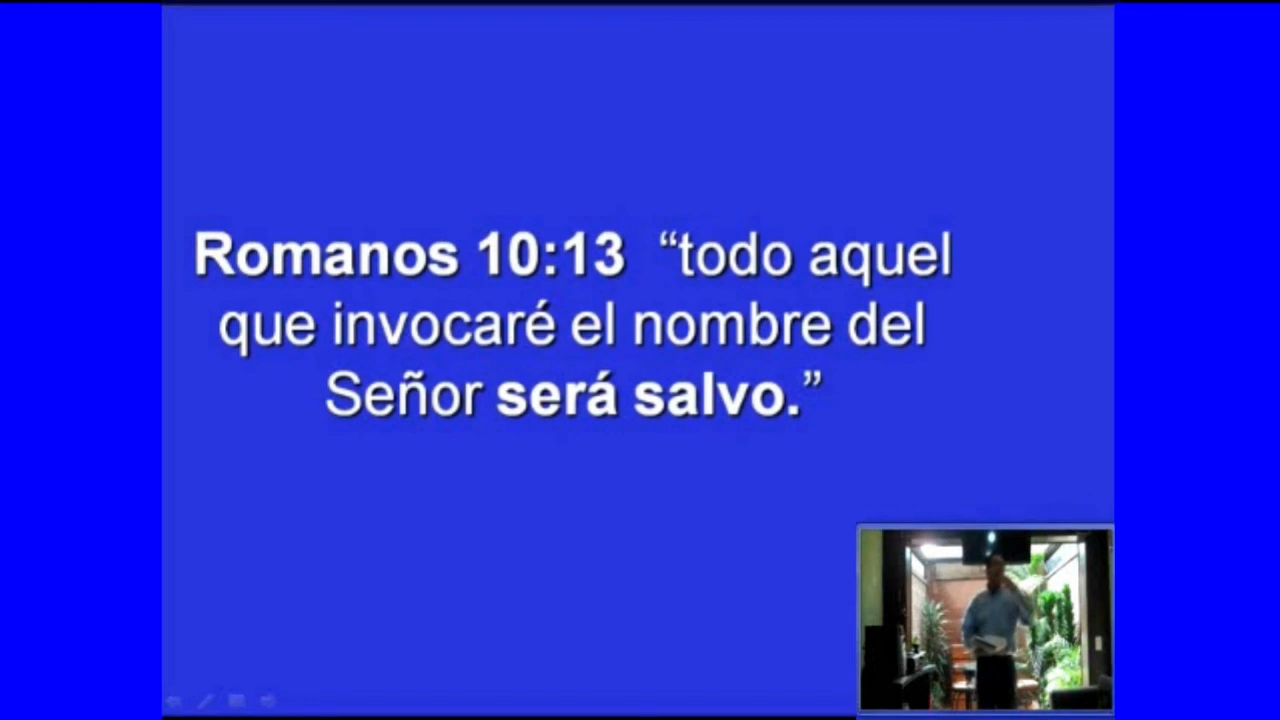 Romanos 10:13 “todo aquel
que invocaré el nombre del
Señor será salvo.”